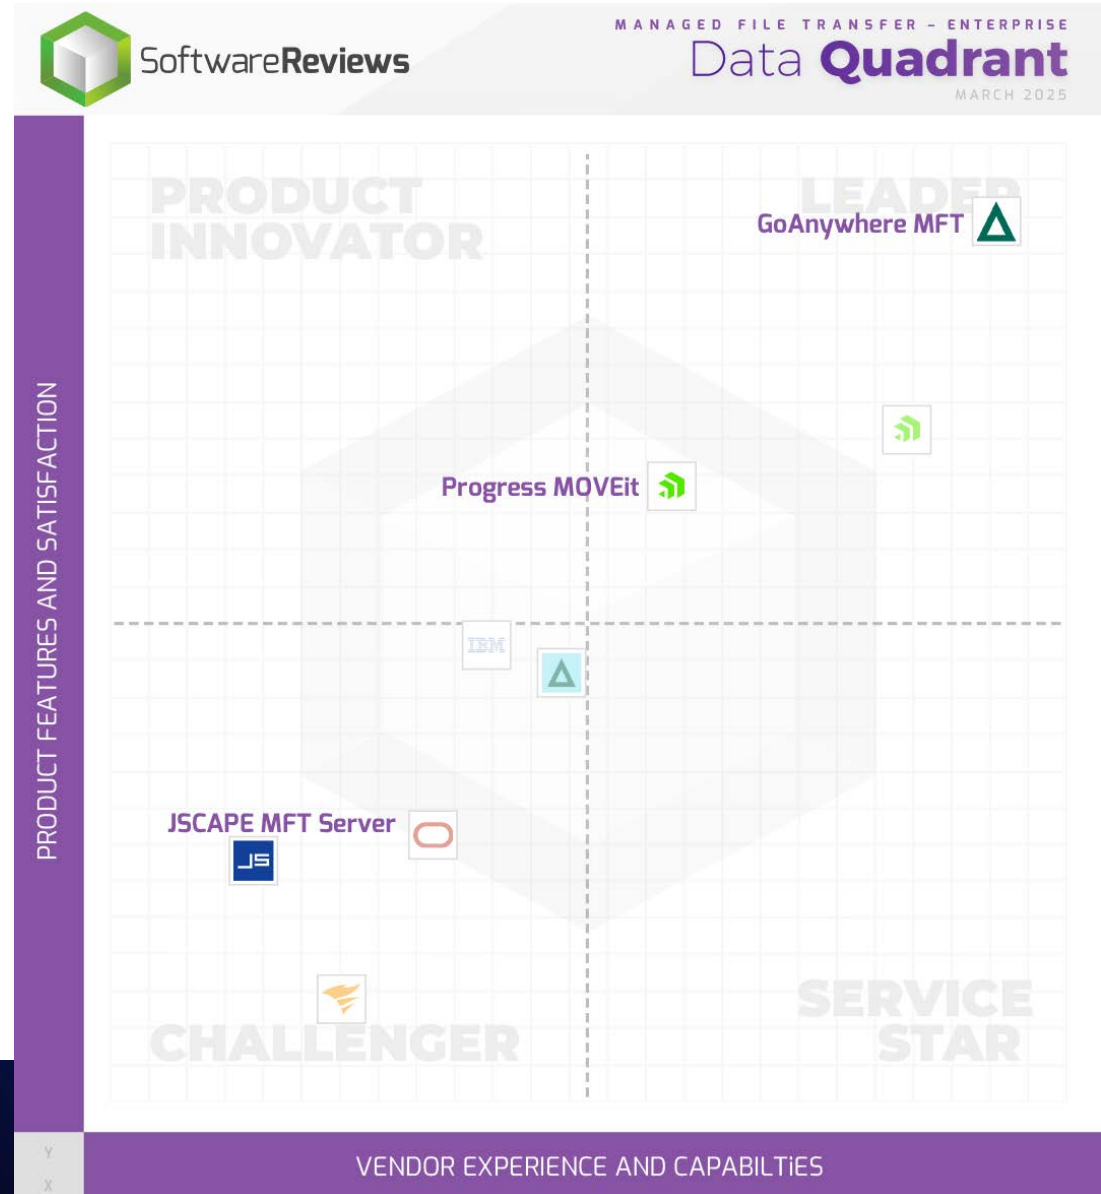 SoftwareReviews
MANAGED FILE TRANSFER – ENTERPRISE
Data Quadrant
MARCH 2025
PRODUCT
INNOVATOR
LEADER
GoAnywhere MFT
Progress MOVEit
IBM
JSCAPE MFT Server
JS
CHALLENGER
SERVICE
STAR
PRODUCT FEATURES AND SATISFACTION
Y
X
VENDOR EXPERIENCE AND CAPABILTiES